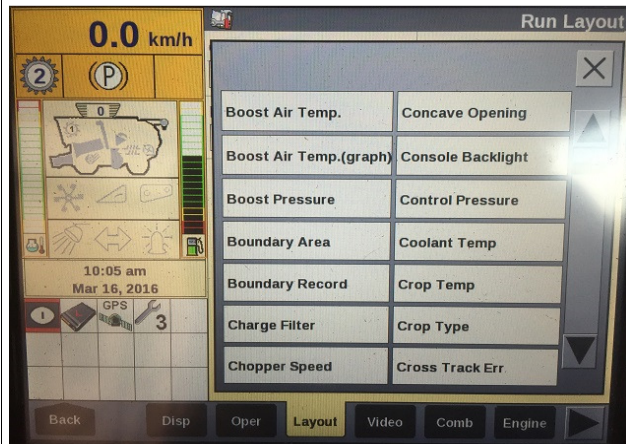 0.0 km/h
Run Layout
2
(P)
0
1
Boost Air Temp.
Concave Opening
Boost Air Temp.(graph)
Console Backlight
Boost Pressure
Control Pressure
Boundary Area
Coolant Temp
Boundary Record
Crop Temp
Charge Filter
Crop Type
Chopper Speed
Cross Track Err.
10:05 am
Mar 16, 2016
GPS
3
Back
Disp
Oper
Layout
Video
Comb
Engine